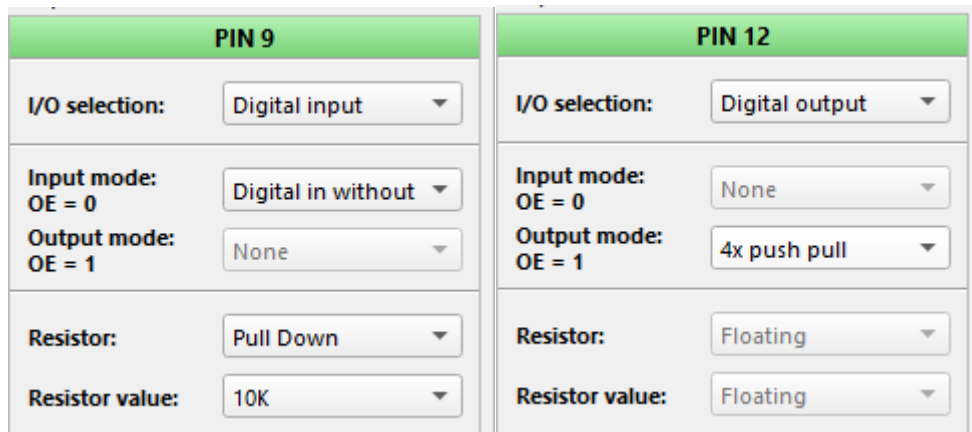 PIN 9
I/O selection: Digital input
Input mode:
OE = 0 Digital in without
Output mode:
OE = 1 None
Resistor: Pull Down
Resistor value: 10K
PIN 12
I/O selection: Digital output
Input mode:
OE = 0 None
Output mode:
OE = 1 4x push pull
Resistor: Floating
Resistor value: Floating